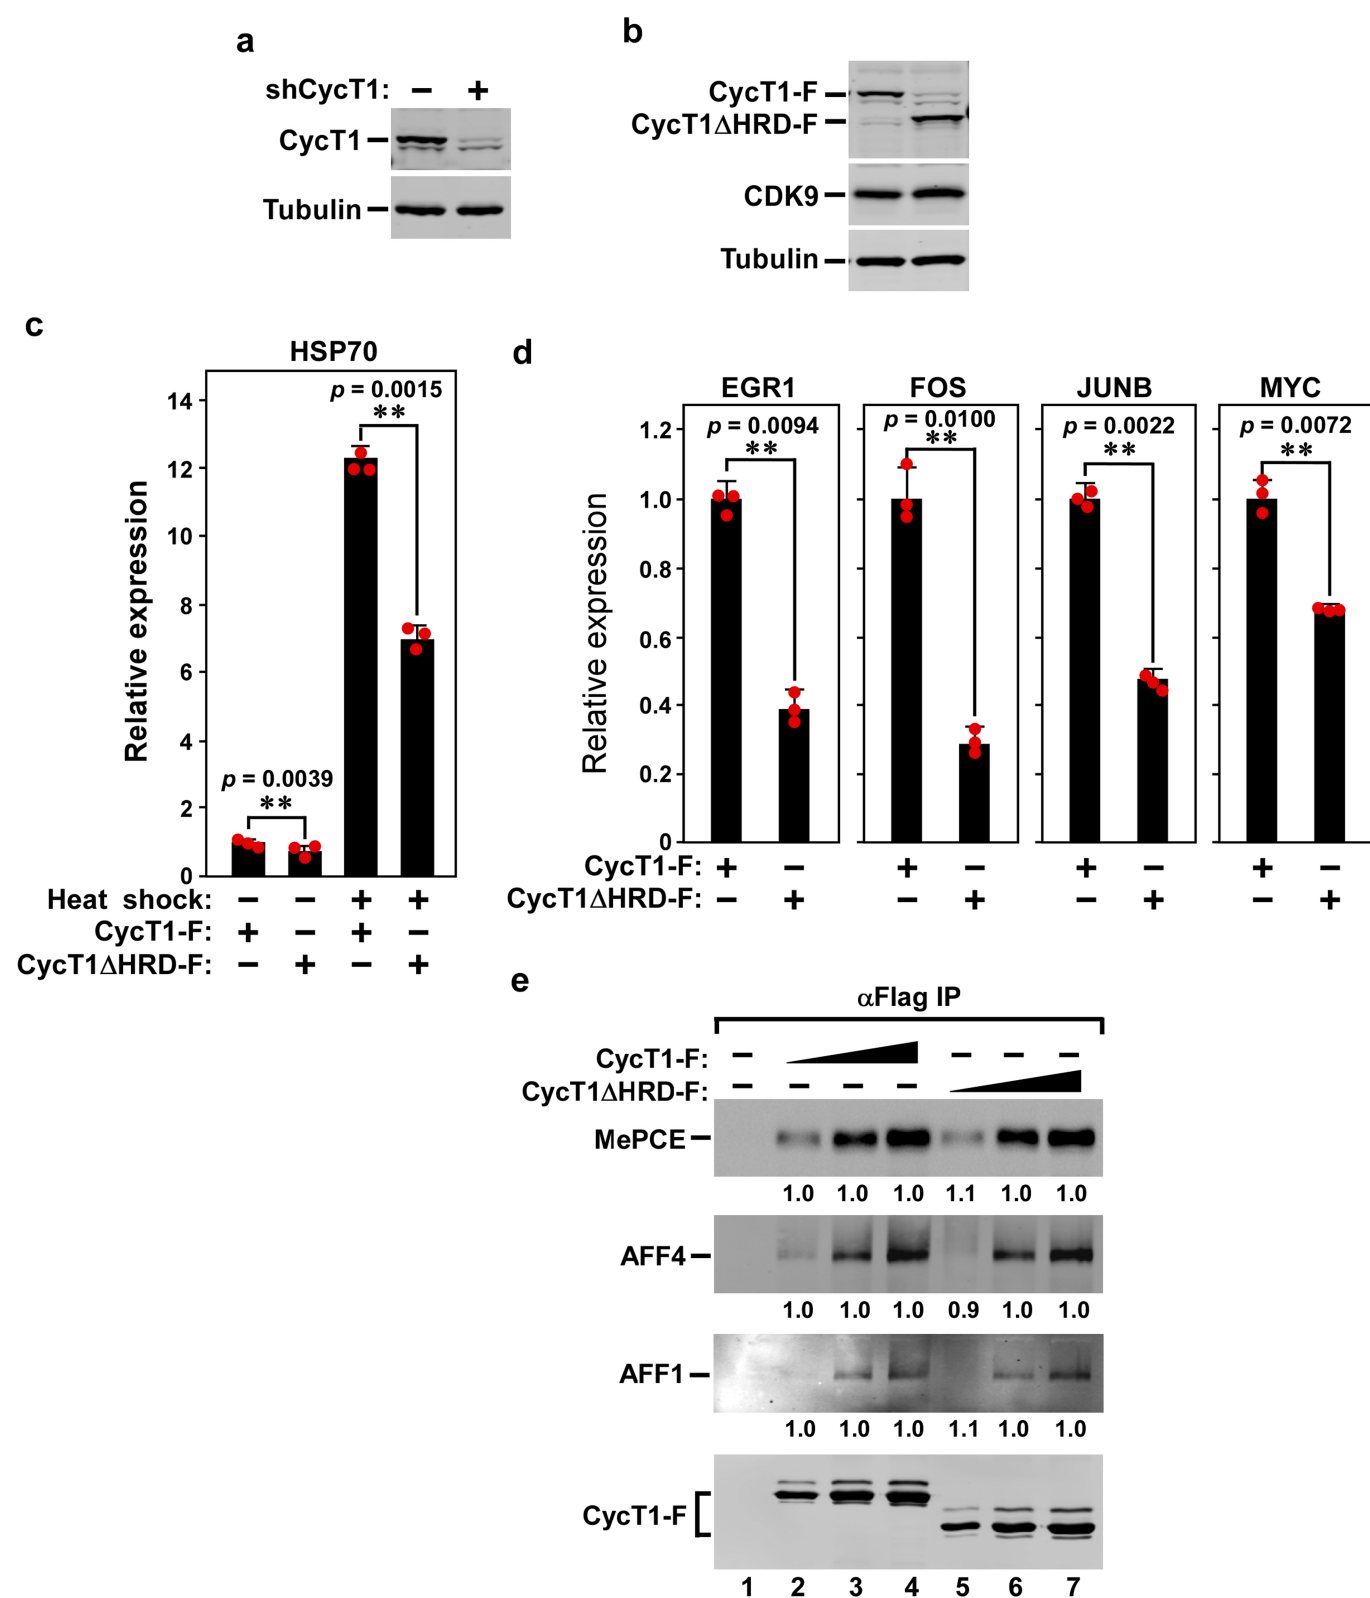 a
shCycT1: − +
CycT1
Tubulin
b
CycT1-F
CycT1ΔHRD-F
CDK9
Tubulin
c
HSP70
Relative expression
14
12
10
8
6
4
2
0
p = 0.0015
**
p = 0.0039
**
Heat shock: − − + +
CycT1-F: + − + −
CycT1ΔHRD-F: − + − +
d
Relative expression
1.2
1.0
0.8
0.6
0.4
0.2
0
EGR1 FOS JUNB MYC
p = 0.0094 p = 0.0100 p = 0.0022 p = 0.0072
** ** ** **
CycT1-F: + − + − + − + −
CycT1ΔHRD-F: − + − + − + − +
e
αFlag IP
CycT1-F: − − − −
CycT1ΔHRD-F: − − − −
MePCE
1.0 1.0 1.0 1.1 1.0 1.0
AFF4
1.0 1.0 1.0 0.9 1.0 1.0
AFF1
1.0 1.0 1.0 1.1 1.0 1.0
CycT1-F
1 2 3 4 5 6 7